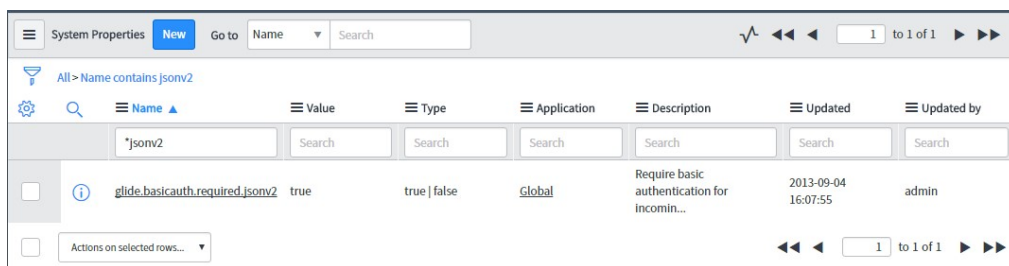 System Properties New Go to Name Search 1 to 1 of 1
All > Name contains jsonv2
Name Value Type Application Description Updated Updated by
*jsonv2 Search Search Search Search Search Search
glide.basicauth.required.jsonv2 true true | false Global Require basic authentication for incomin... 2013-09-04 16:07:55 admin
Actions on selected rows... 1 to 1 of 1